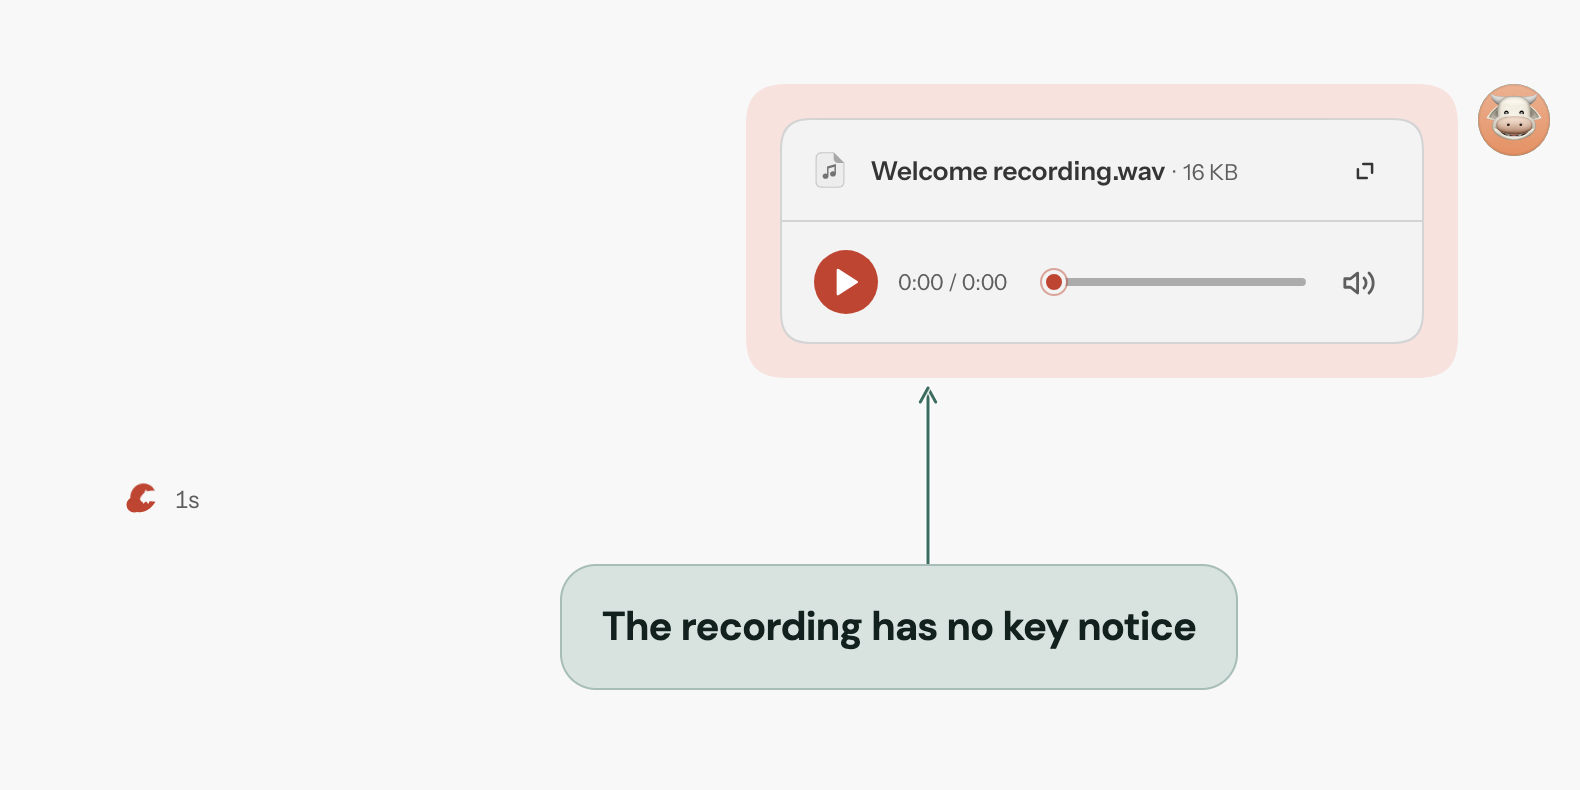 Welcome recording.wav · 16 KB
0:00 / 0:00
1s
The recording has no key notice